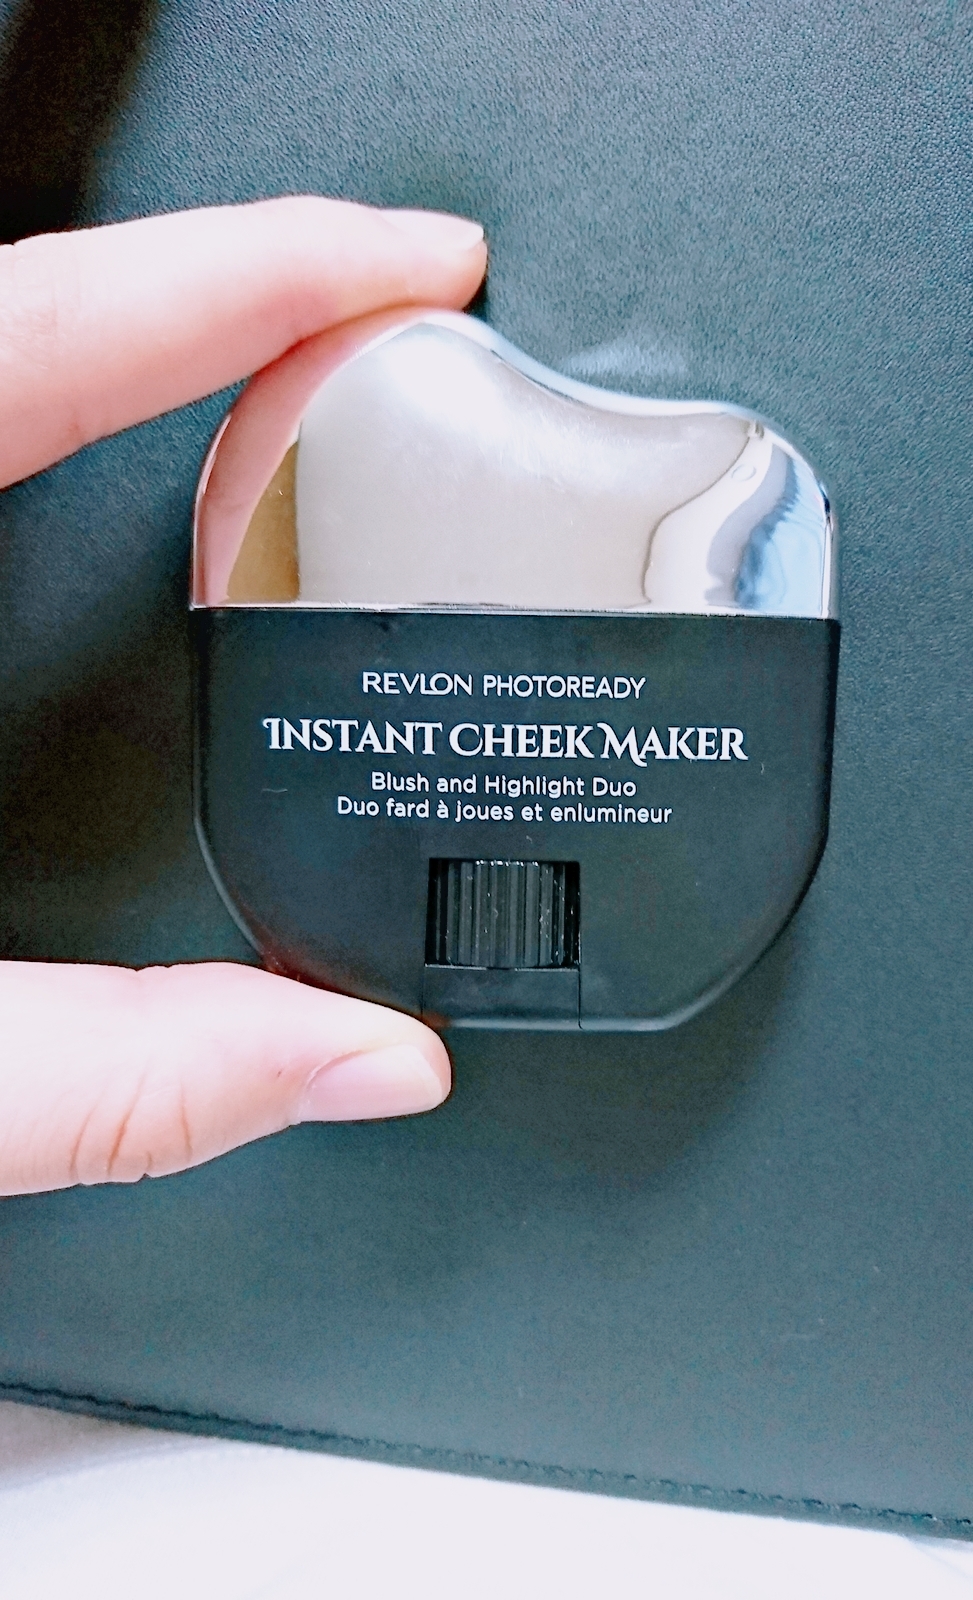 REVLON PHOTOREADY
INSTANT CHEEK MAKER
Blush and Highlight Duo
Duo fard à joues et enlumineur